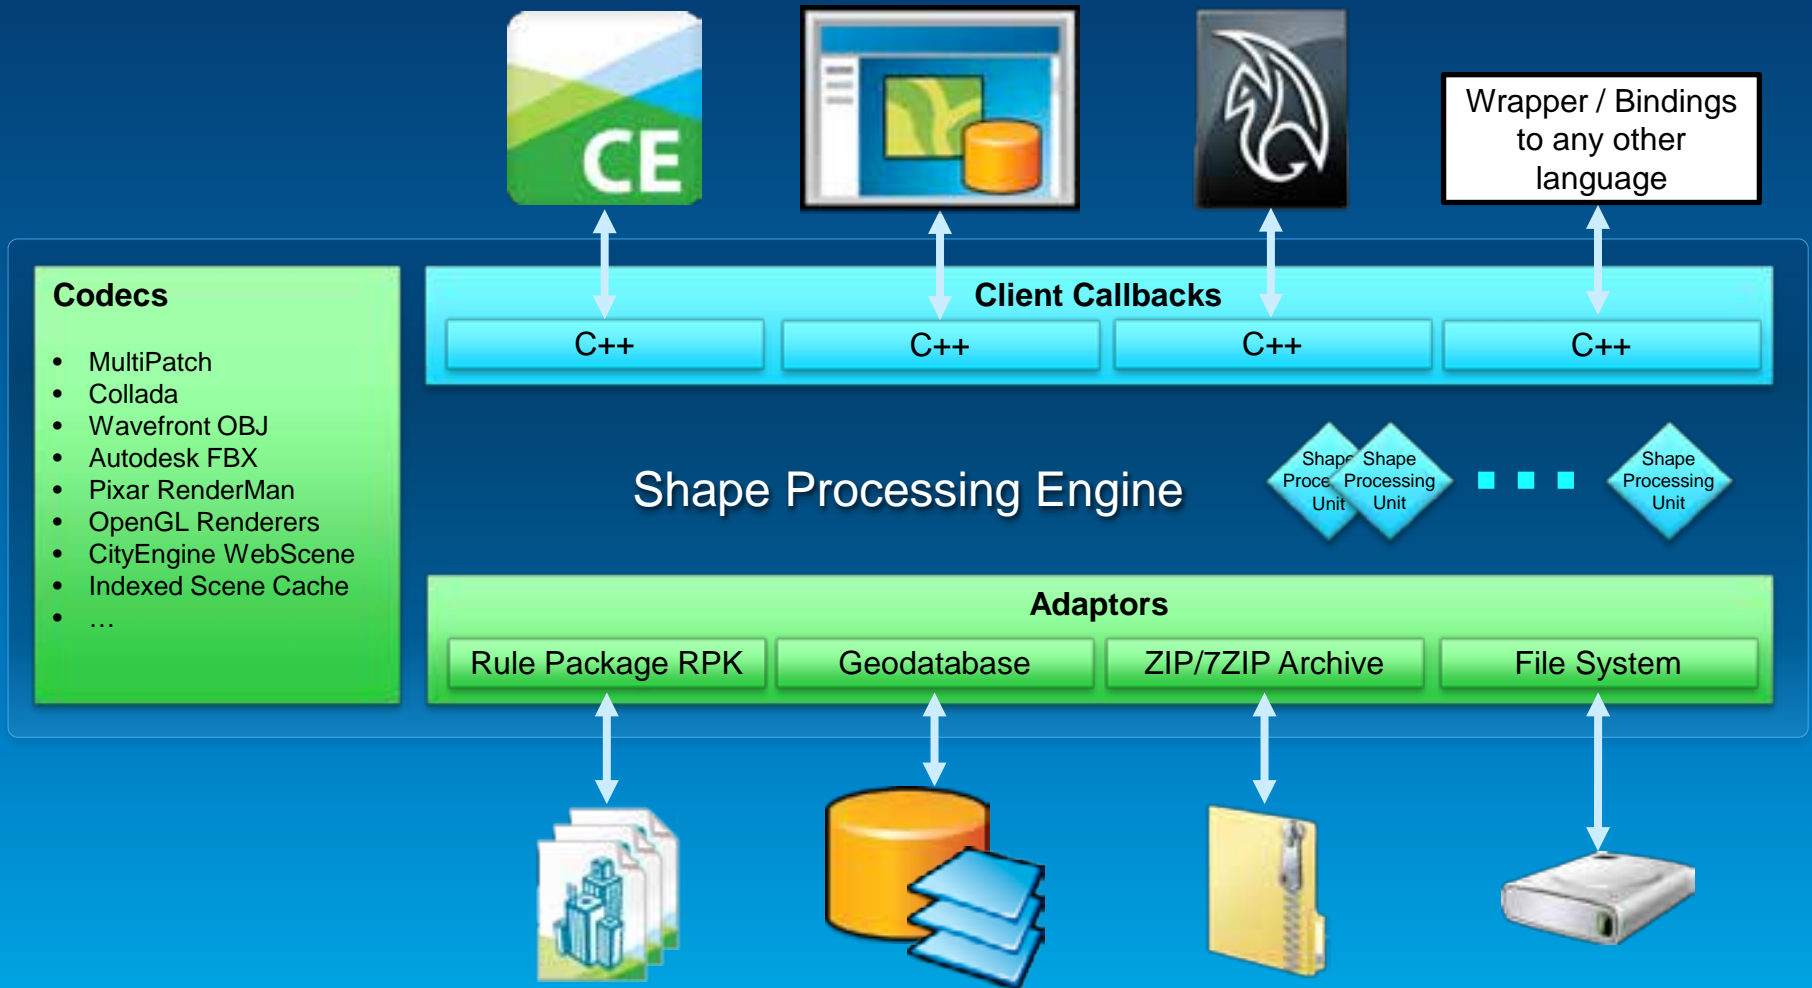 CE
Wrapper / Bindings
to any other
language
Codecs
• MultiPatch
• Collada
• Wavefront OBJ
• Autodesk FBX
• Pixar RenderMan
• OpenGL Renderers
• CityEngine WebScene
• Indexed Scene Cache
• …
Client Callbacks
C++
C++
C++
C++
Shape Processing Engine
Shape
Processing
Unit
Shape
Processing
Unit
Shape
Processing
Unit
Adaptors
Rule Package RPK
Geodatabase
ZIP/7ZIP Archive
File System